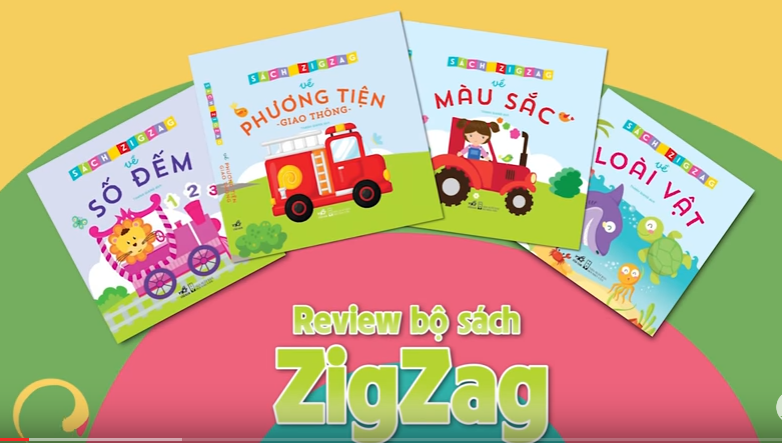 SÁCH ZIGZAG
về
SỐ ĐẾM
1 2 3
SÁCH ZIGZAG
về
PHƯƠNG TIỆN
-GIAO THÔNG-
SÁCH ZIGZAG
về
MÀU SẮC
SÁCH ZIGZAG
về
LOÀI VẬT
Review bộ sách
ZigZag